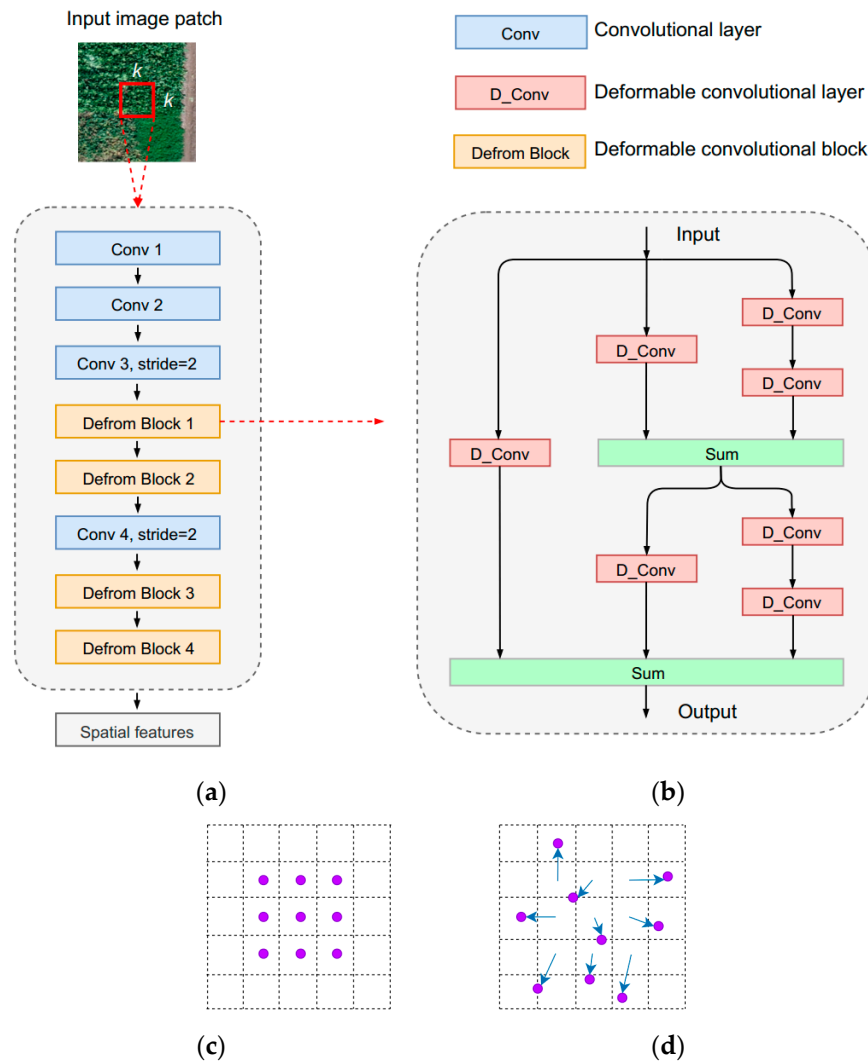 Input image patch
k
k
Conv
Convolutional layer
D_Conv
Deformable convolutional layer
Defrom Block
Deformable convolutional block
Conv 1
Conv 2
Conv 3, stride=2
Defrom Block 1
Defrom Block 2
Conv 4, stride=2
Defrom Block 3
Defrom Block 4
Spatial features
(a)
Input
D_Conv
D_Conv
D_Conv
D_Conv
Sum
D_Conv
D_Conv
D_Conv
Sum
Output
(b)
(c)
(d)